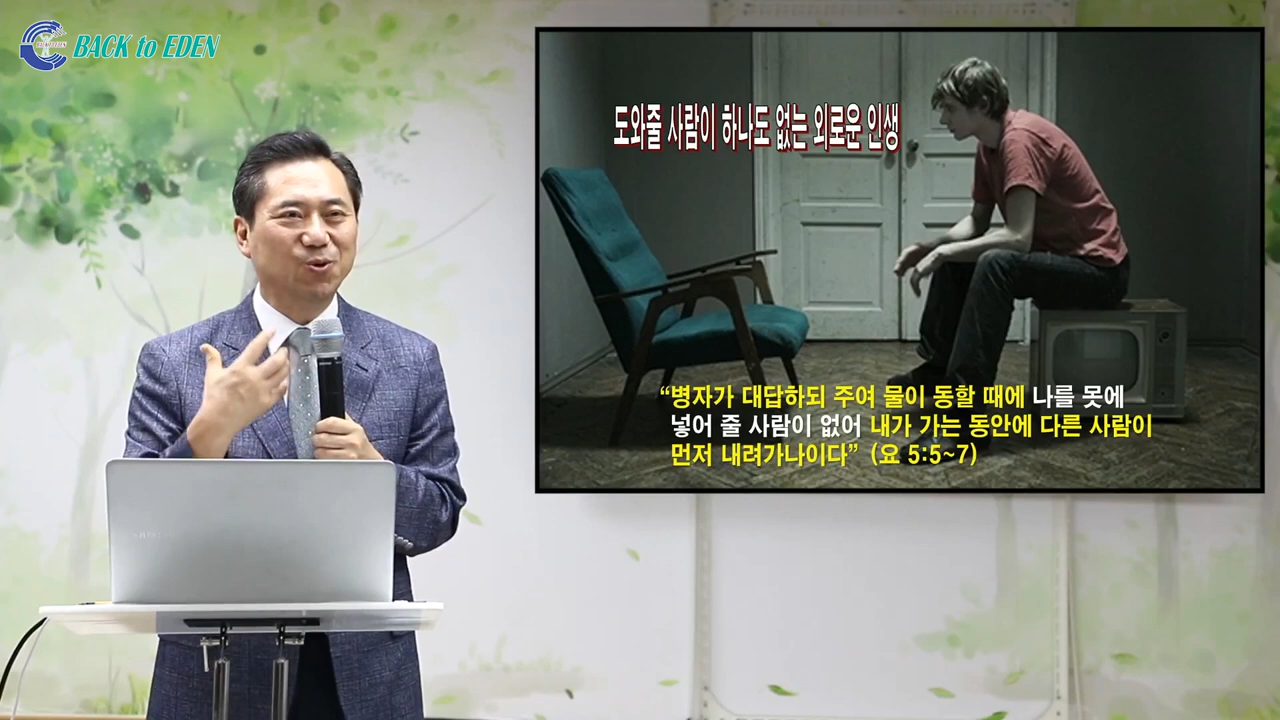 BACK to EDEN
도와줄 사람이 하나도 없는 외로운 인생
“병자가 대답하되 주여 물이 동할 때에 나를 못에
넣어 줄 사람이 없어 내가 가는 동안에 다른 사람이
먼저 내려가나이다” (요 5:5~7)